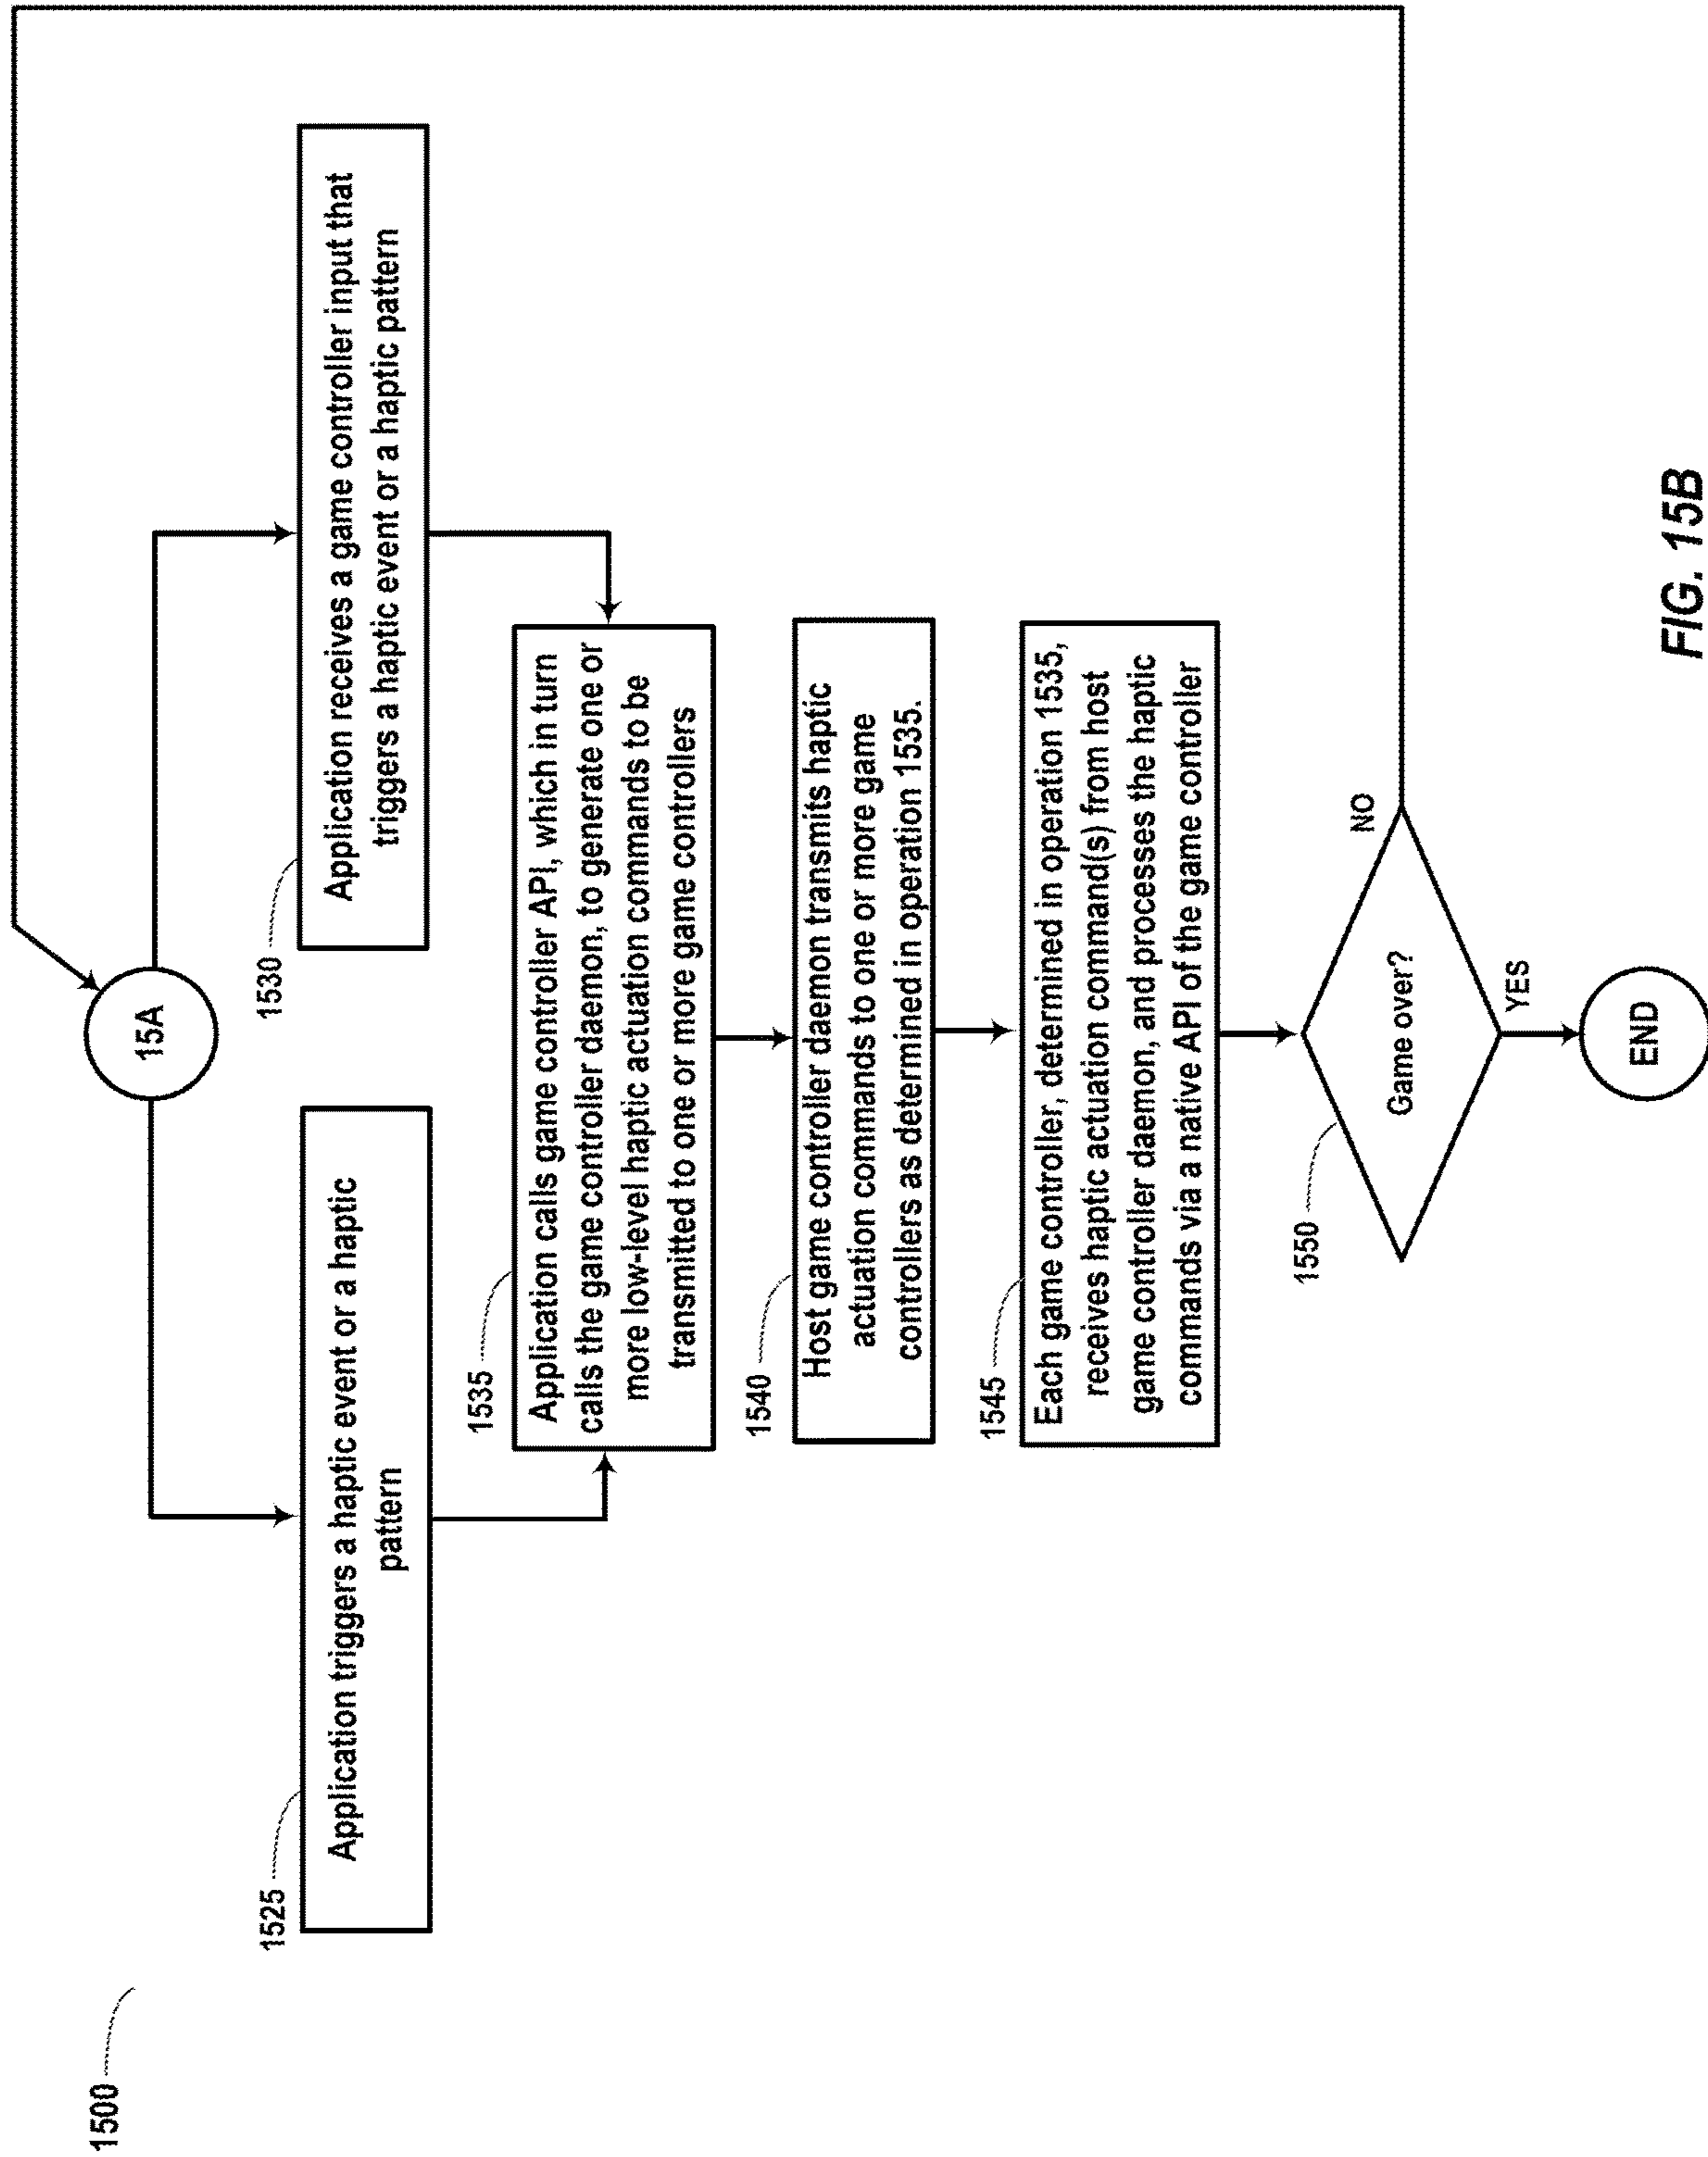 1500
15A
1525
Application triggers a haptic event or a haptic
pattern
1530
Application receives a game controller input that
triggers a haptic event or a haptic pattern
1535
Application calls game controller API, which in turn
calls the game controller daemon, to generate one or
more low-level haptic actuation commands to be
transmitted to one or more game controllers
1540
Host game controller daemon transmits haptic
actuation commands to one or more game
controllers as determined in operation 1535.
1545
Each game controller, determined in operation 1535,
receives haptic actuation command(s) from host
game controller daemon, and processes the haptic
commands via a native API of the game controller
1550
Game over?
NO
YES
END
FIG. 15B